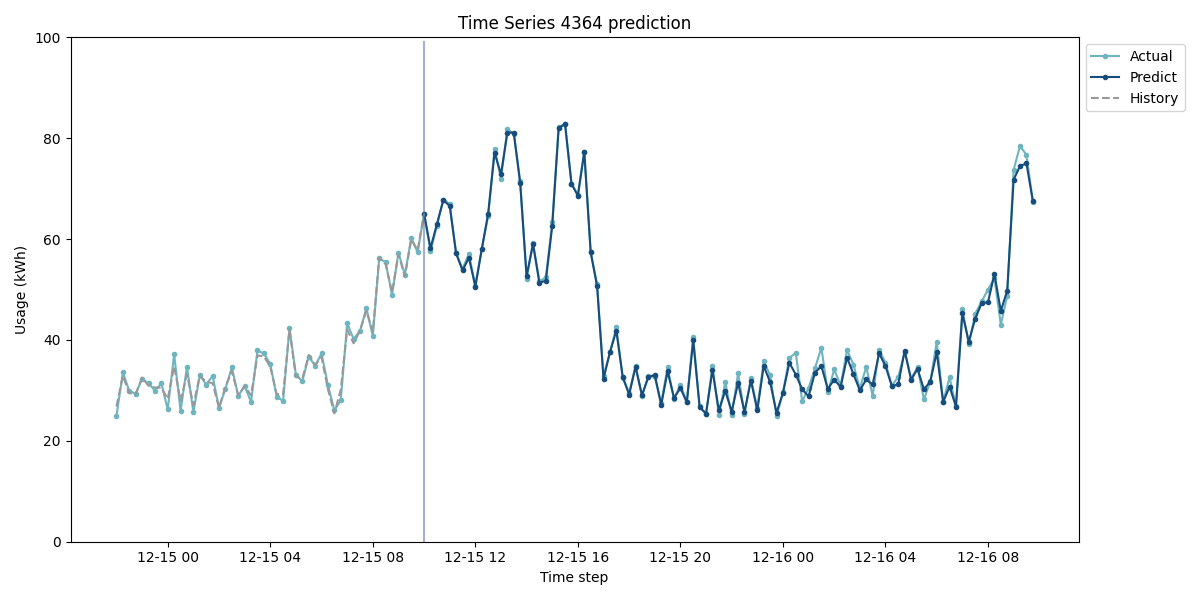 Time Series 4364 prediction
Actual
Predict
History
Usage (kWh)
100
80
60
40
20
0
12-15 00
12-15 04
12-15 08
12-15 12
12-15 16
12-15 20
12-16 00
12-16 04
12-16 08
Time step